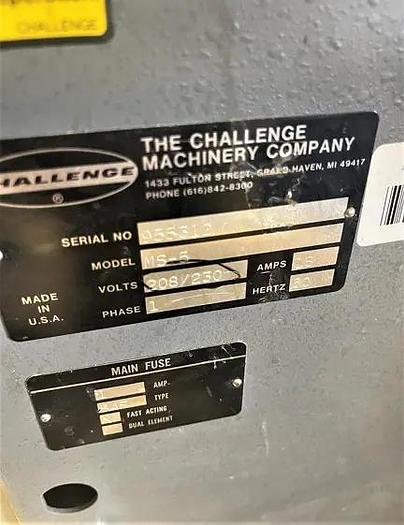 CHALLENGE
HALLENGE
®
THE CHALLENGE
MACHINERY COMPANY
1433 FULTON STREET, GRAND HAVEN, MI 49417
PHONE (616)842-8300
SERIAL NO 955312
MODEL MS-5
VOLTS 208/230 AMPS
PHASE 1 HERTZ
MADE
IN
U.S.A.
MAIN FUSE
AMP.
TYPE
FAST ACTING
DUAL ELEMENT